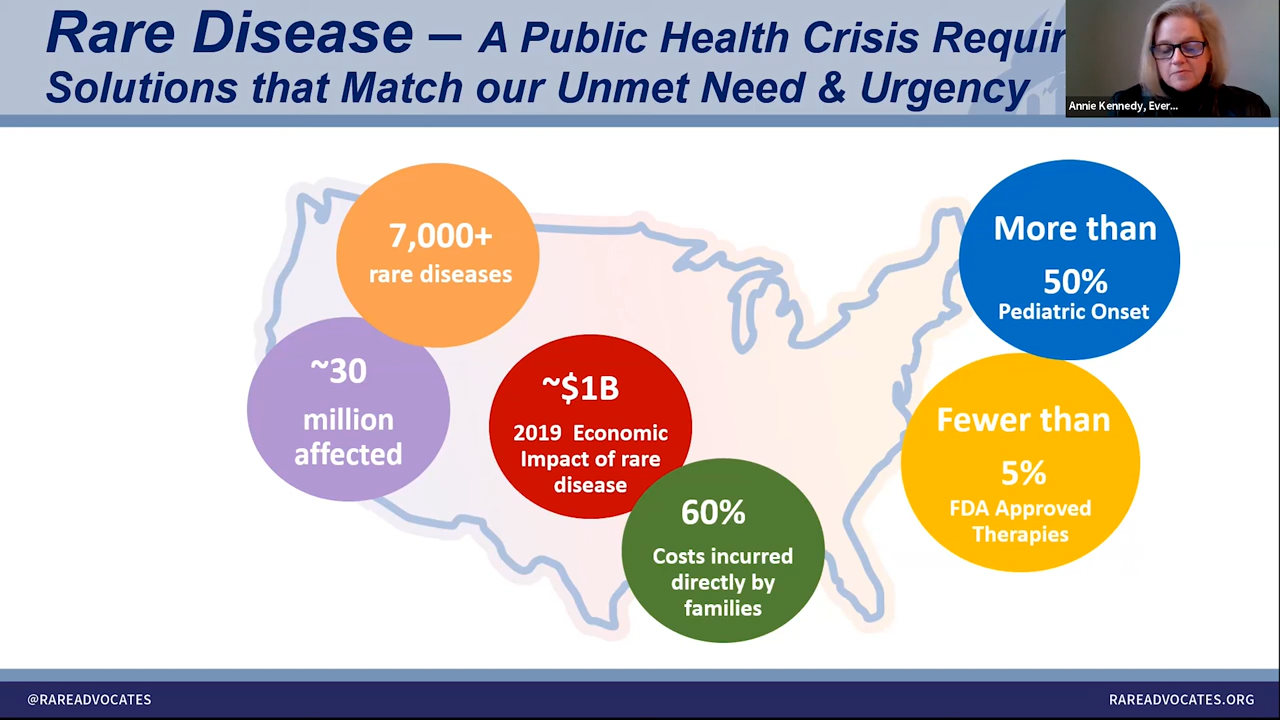 Rare Disease – A Public Health Crisis Requir
Solutions that Match our Unmet Need & Urgency
Annie Kennedy, Ever...
7,000+
rare diseases
~30
million
affected
~$1B
2019 Economic
Impact of rare
disease
60%
Costs incurred
directly by
families
More than
50%
Pediatric Onset
Fewer than
5%
FDA Approved
Therapies
@RAREADVOCATES
RAREADVOCATES.ORG